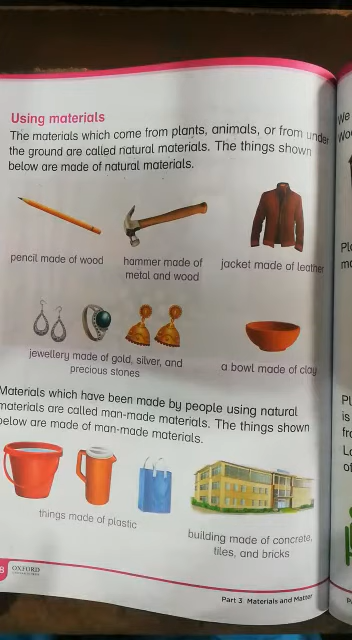 Using materials
The materials which come from plants, animals, or from under
the ground are called natural materials. The things shown
below are made of natural materials.
pencil made of wood
hammer made of
metal and wood
jacket made of leather
jewellery made of gold, silver, and
precious stones
a bowl made of clay
Materials which have been made by people using natural
materials are called man-made materials. The things shown
below are made of man-made materials.
things made of plastic
building made of concrete,
tiles, and bricks
8
OXFORD
Part 3 Materials and Matter
We
Pl
is
of